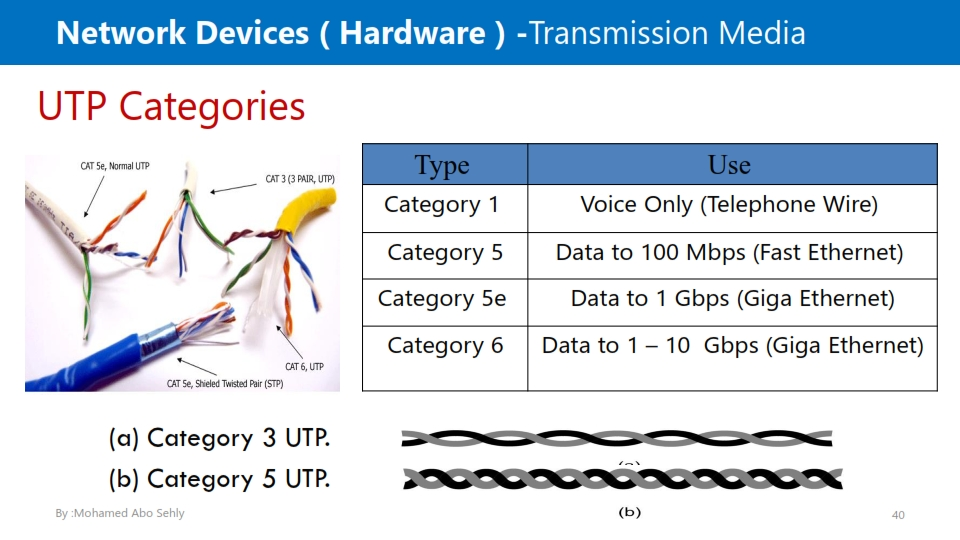 Network Devices ( Hardware ) -Transmission Media
UTP Categories
CAT 5e, Normal UTP
CAT 3 (3 PAIR, UTP)
CAT 6, UTP
CAT 5e, Shieled Twisted Pair (STP)
Type Use
Category 1 Voice Only (Telephone Wire)
Category 5 Data to 100 Mbps (Fast Ethernet)
Category 5e Data to 1 Gbps (Giga Ethernet)
Category 6 Data to 1 – 10 Gbps (Giga Ethernet)
(a) Category 3 UTP.
(b) Category 5 UTP.
(b)
By :Mohamed Abo Sehly
40